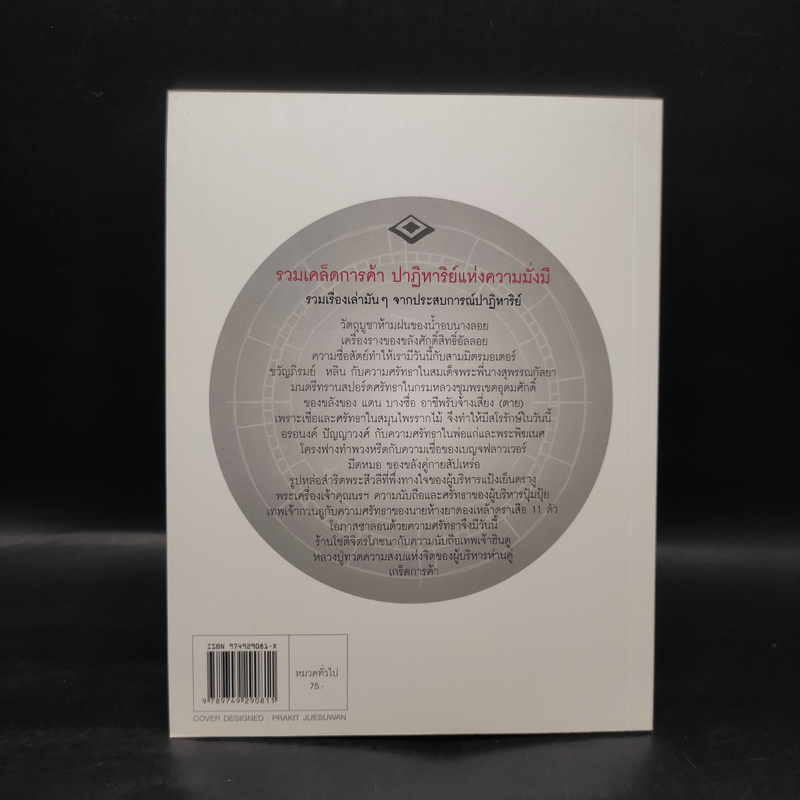 รวมเคล็ดการค้า ปาฏิหาริย์แห่งความมั่งมี
รวมเรื่องเล่ามันๆ จากประสบการณ์ปาฏิหาริย์
วัตถุบูชาห้ามฝนของน้ำอบนางลอย
เครื่องรางของขลังศักดิ์สิทธิ์อัลลอย
ความซื่อสัตย์ทำให้เรามีวันนี้กับสามมิตรมอเตอร์
ขวัญภิรมย์ หลิน กับความศรัทธาในสมเด็จพระพี่นางสุพรรณกัลยา
มนตรีทรานสปอร์ตศรัทธาในกรมหลวงชุมพรเขตอุดมศักดิ์
ของขลังของ แดน บางซื่อ อาชีพรับจ้างเสี่ยง (ตาย)
เพราะเชื่อและศรัทธาในสมุนไพรรากไม้ จึงทำให้มีสโรรักษ์ในวันนี้
อรอนงค์ ปัญญาวงศ์ กับความศรัทธาในพ่อแก่และพระพิฆเนศ
โครงฟางทำพวงหรีดกับความเชื่อของเบญจฟลาวเวอร์
มีดหมอ ของขลังคู่กายสัปเหร่อ
รูปหล่อสำริดพระสีวลีที่พึ่งทางใจของผู้บริหารแป้งเย็นตรางู
พระเครื่องเจ้าคุณนรฯ ความนับถือและศรัทธาของผู้บริหารปุ้มปุ้ย
เทพเจ้ากวนอูกับความศรัทธาของนายห้างยาดองเหล้าตราเสือ 11 ตัว
โอภาสซาลอนด้วยความศรัทธาจึงมีวันนี้
ร้านโชติจิตรโภชนากับความนับถือเทพเจ้าฮินดู
หลวงปู่ทวดความสงบแห่งจิตของผู้บริหารห่านคู่
เกร็ดการค้า
ISBN 974929081-X
หมวดทั่วไป
75.-
9 789749 290811
COVER DESIGNED : PRAKIT JUESUWAN